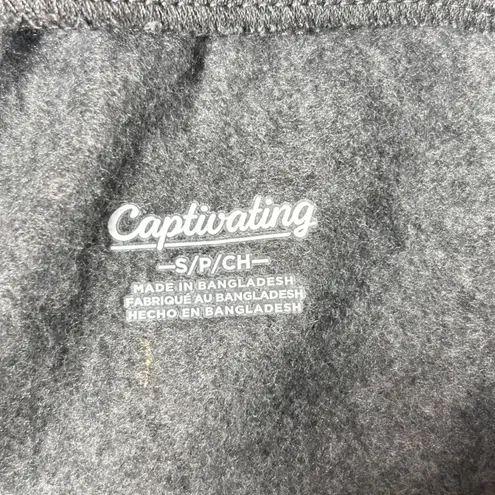 Captivating
—S/P/CH—
MADE IN BANGLADESH
FABRIQUÉ AU BANGLADESH
HECHO EN BANGLADESH